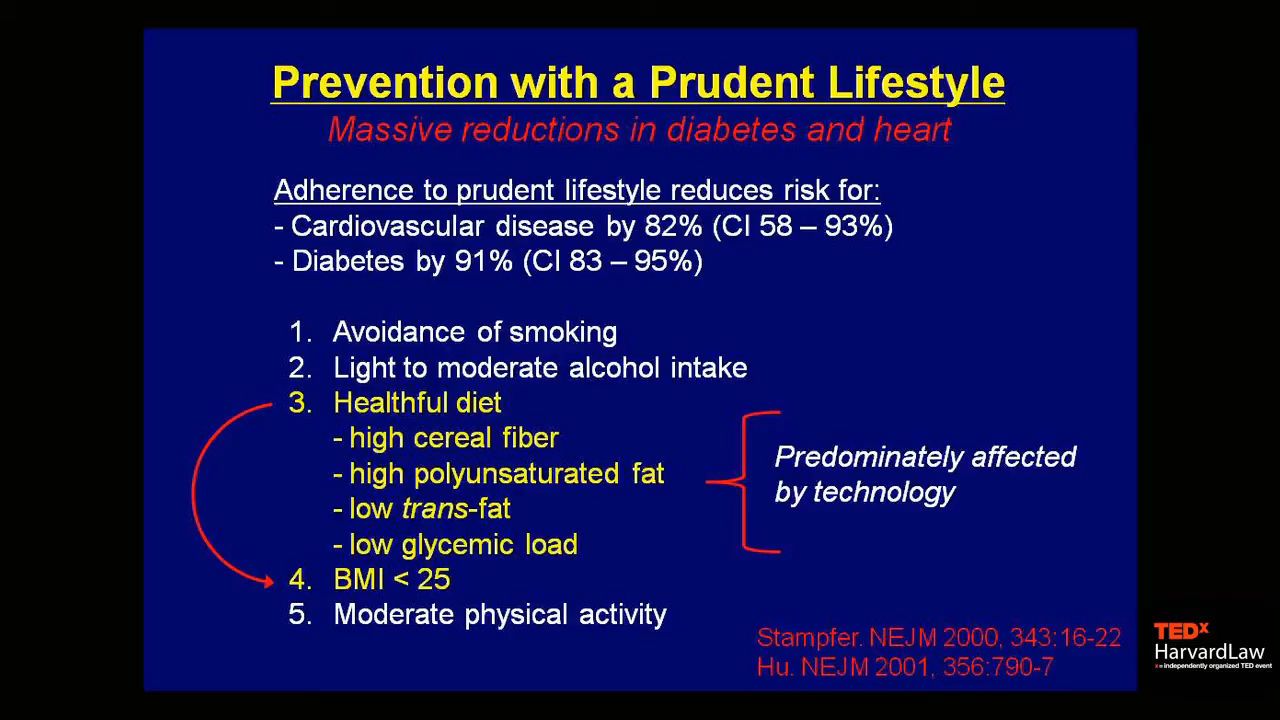 Prevention with a Prudent Lifestyle
Massive reductions in diabetes and heart
Adherence to prudent lifestyle reduces risk for:
- Cardiovascular disease by 82% (CI 58 – 93%)
- Diabetes by 91% (CI 83 – 95%)
1. Avoidance of smoking
2. Light to moderate alcohol intake
3. Healthful diet
- high cereal fiber
- high polyunsaturated fat
- low trans-fat
- low glycemic load
Predominately affected
by technology
4. BMI < 25
5. Moderate physical activity
Stampfer. NEJM 2000, 343:16-22
Hu. NEJM 2001, 356:790-7
TEDx
HarvardLaw
x = independently organized TED event